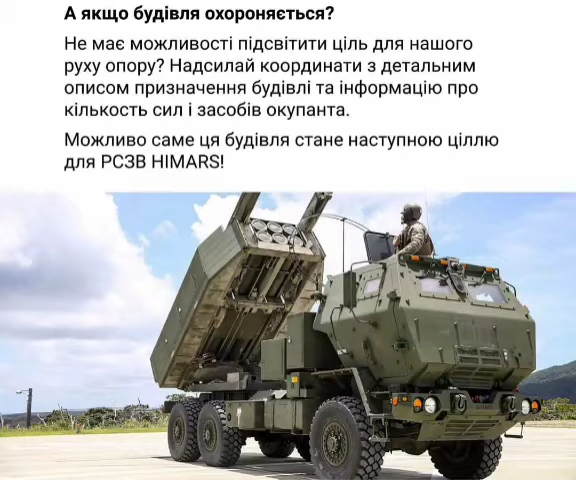 А якщо будівля охороняється?
Не має можливості підсвітити ціль для нашого
руху опору? Надсилай координати з детальним
описом призначення будівлі та інформацію про
кількость сил і засобів окупанта.
Можливо саме ця будівля стане наступною ціллю
для РСЗВ HIMARS!